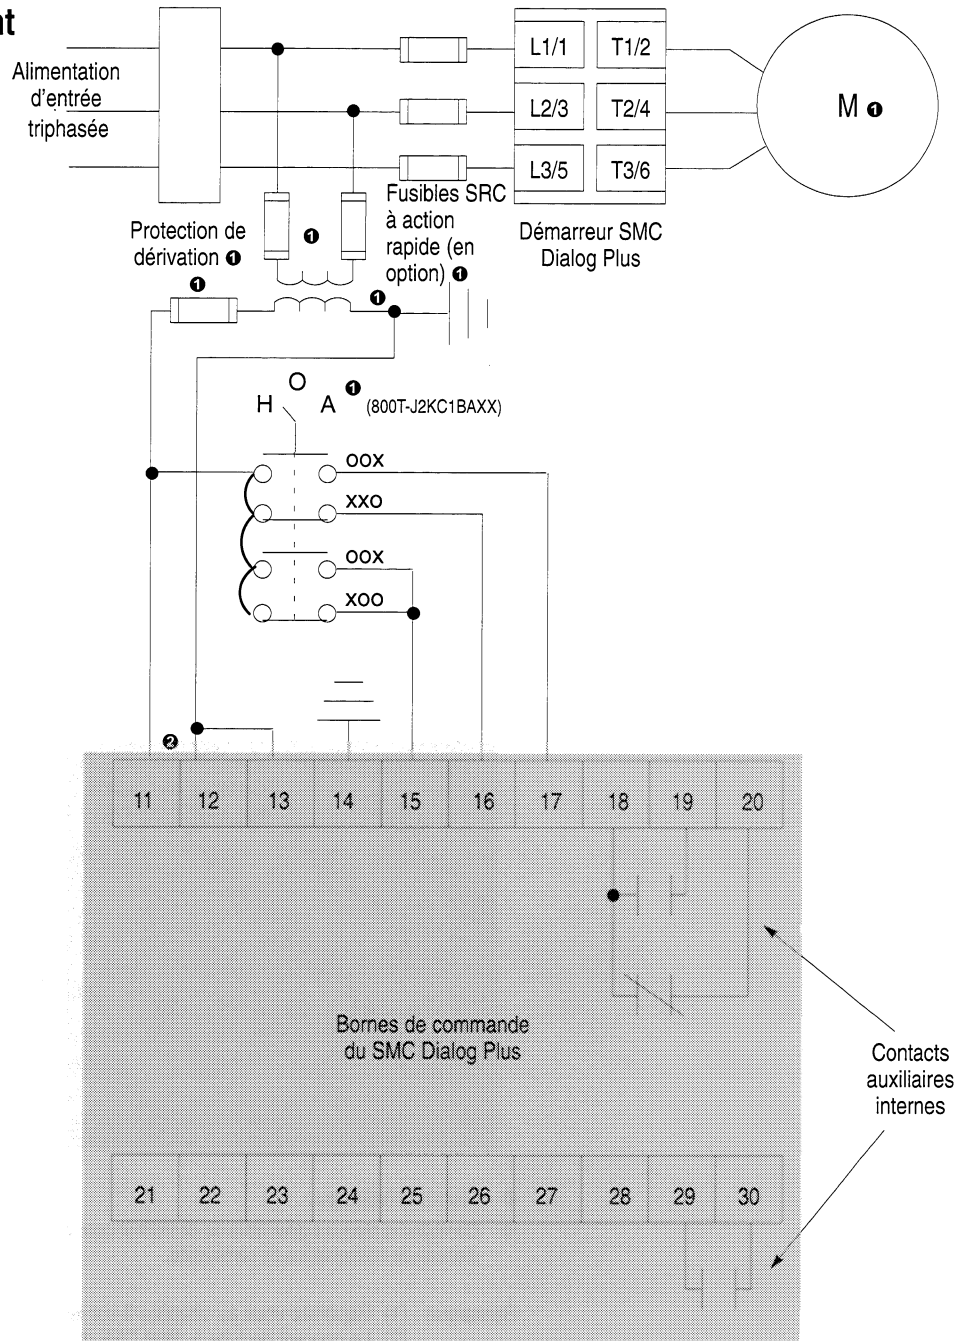 nt
Alimentation
d'entrée
triphasée
L1/1 T1/2
L2/3 T2/4
L3/5 T3/6
M ❶
Protection de
dérivation ❶
❶
❶
❶
Fusibles SRC
à action
rapide (en
option) ❶
Démarreur SMC
Dialog Plus
H O A ❶ (800T-J2KC1BAXX)
OOX
XXO
OOX
XOO
❷
11 12 13 14 15 16 17 18 19 20
Bornes de commande
du SMC Dialog Plus
Contacts
auxiliaires
internes
21 22 23 24 25 26 27 28 29 30